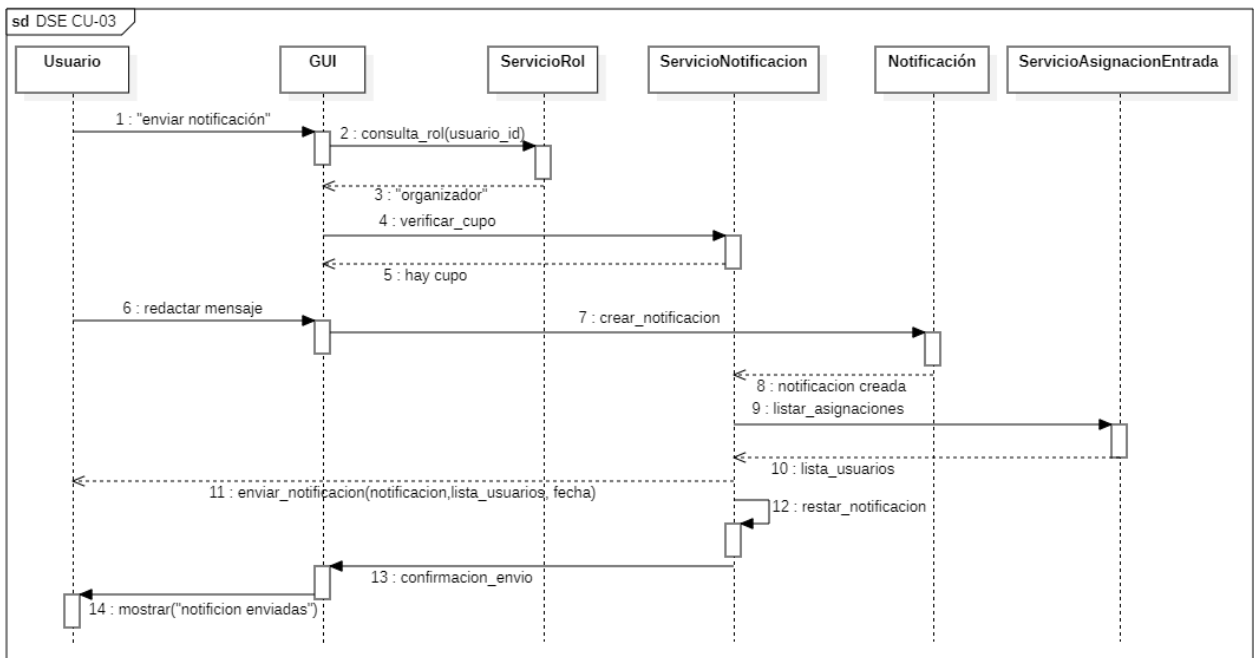 sd DSE CU-03
Usuario
GUI
ServicioRol
ServicioNotificacion
Notificación
ServicioAsignacionEntrada
1 : "enviar notificación"
2 : consulta_rol(usuario_id)
3 : "organizador"
4 : verificar_cupo
5 : hay cupo
6 : redactar mensaje
7 : crear_notificacion
8 : notificacion creada
9 : listar_asignaciones
10 : lista_usuarios
11 : enviar_notificacion(notificacion,lista_usuarios, fecha)
12 : restar_notificacion
13 : confirmacion_envio
14 : mostrar("notificion enviadas")